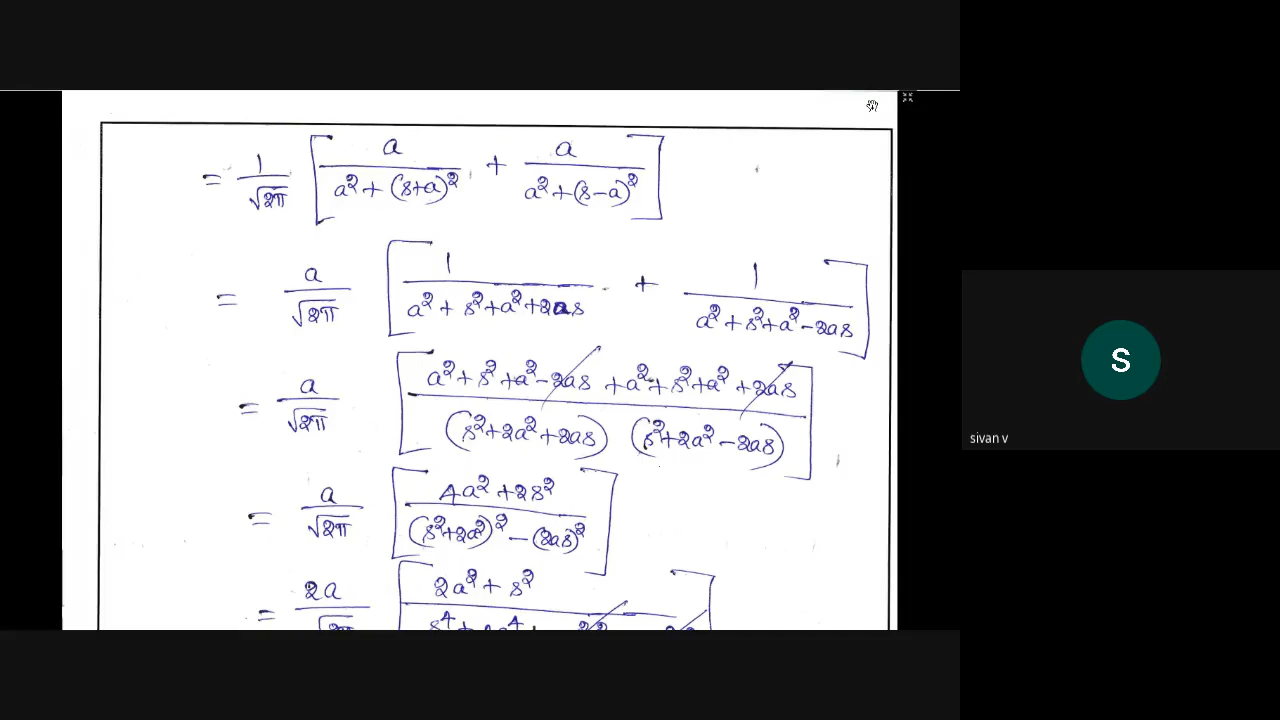 = 1/√2π [ a/(a² + (s+a)²) + a/(a² + (s-a)²) ]
= a/√2π [ 1/(a² + s² + a² + 2as) + 1/(a² + s² + a² - 2as) ]
= a/√2π [ (a² + s² + a² - 2as + a² + s² + a² + 2as)/((s² + 2a² + 2as) (s² + 2a² - 2as)) ]
= a/√2π [ (4a² + 2s²)/((s² + 2a²)² - (2as)²) ]
= 2a/√2π [ (2a² + s²)/
S
sivan v